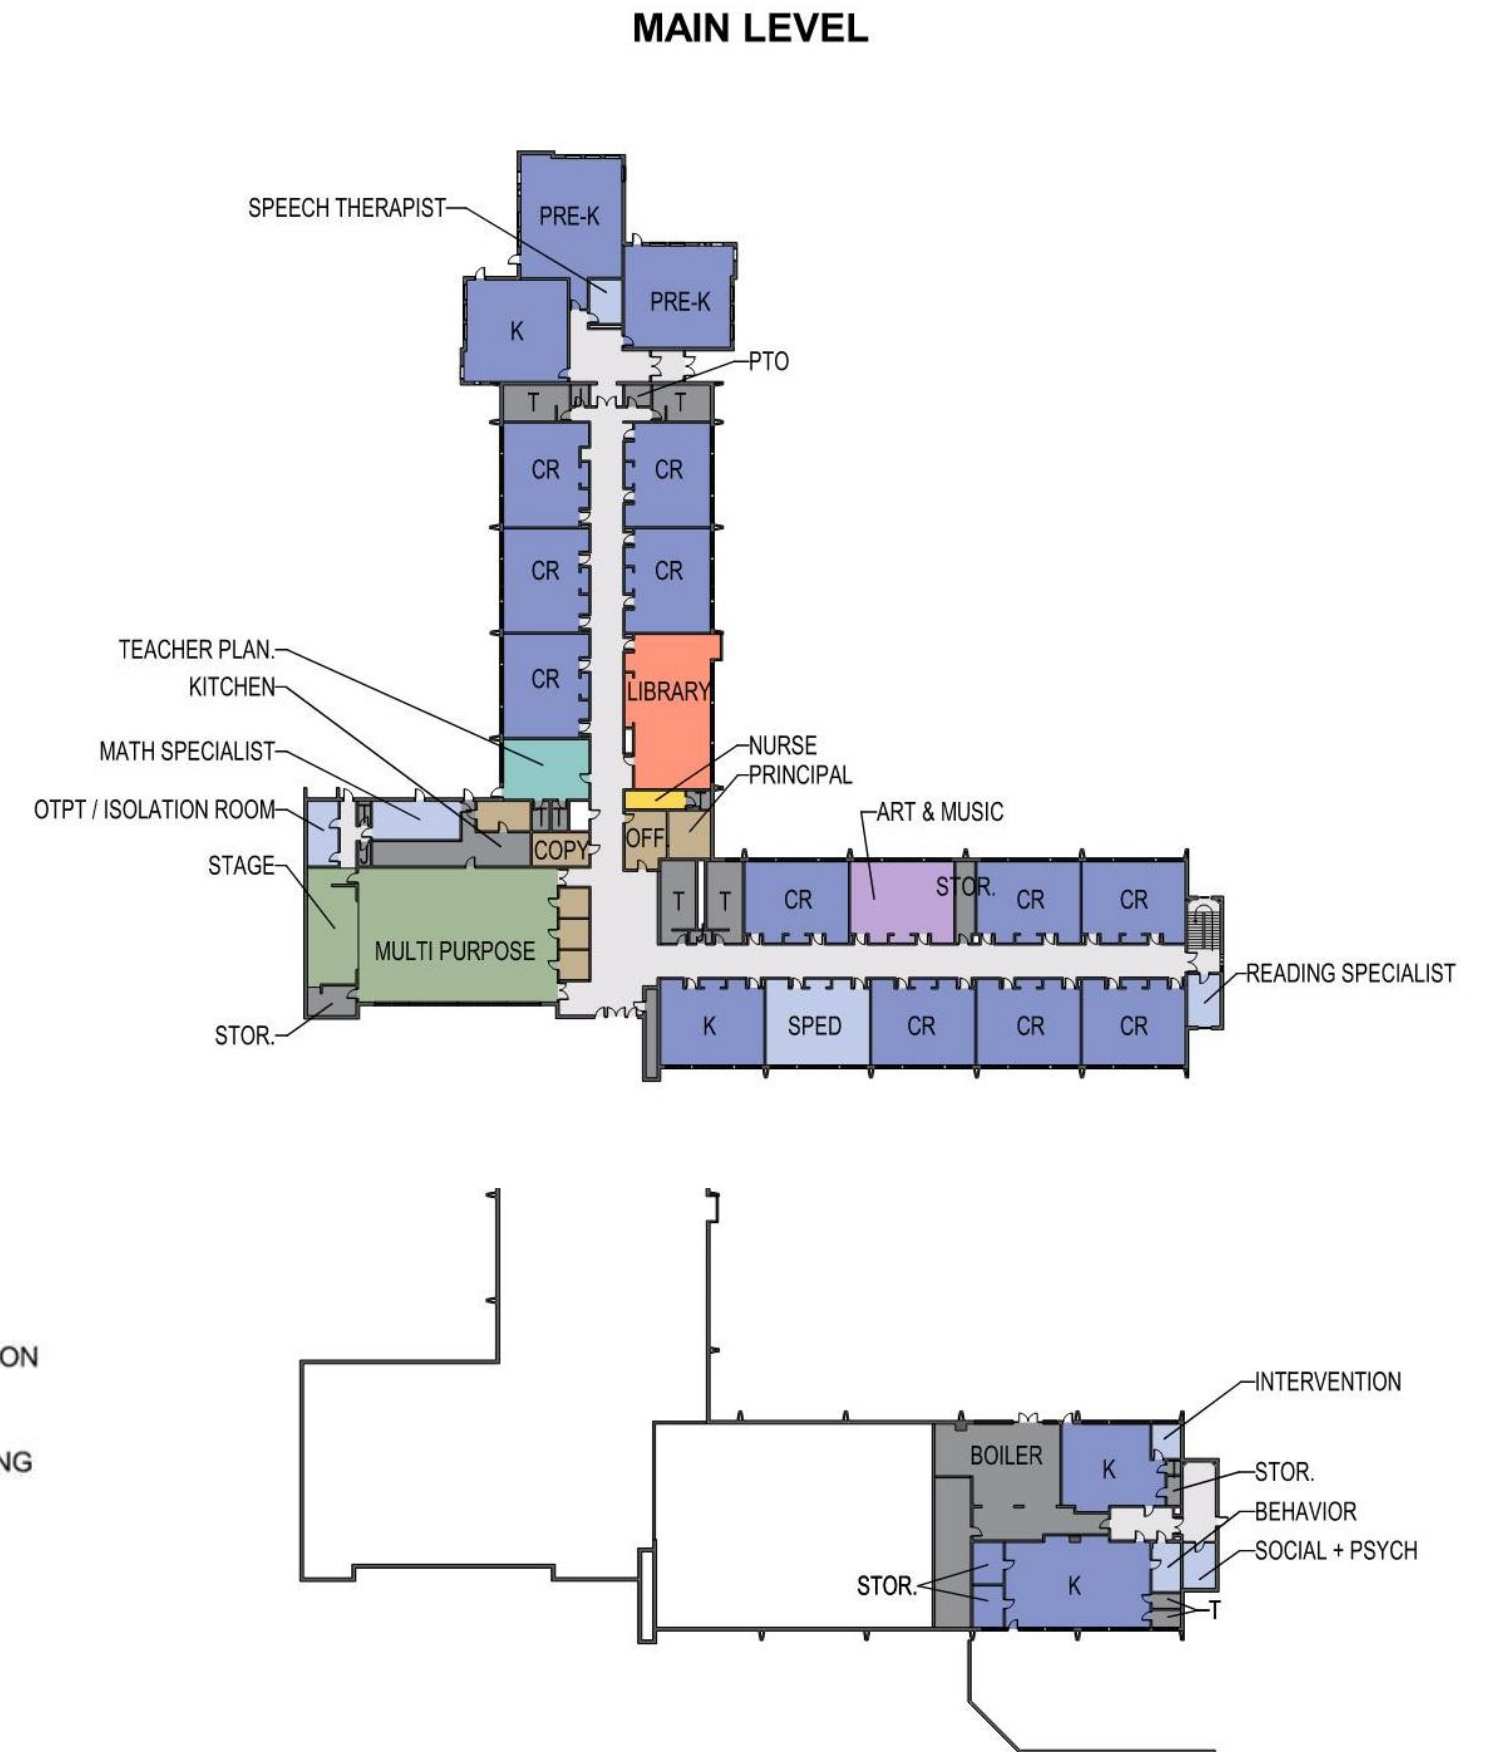 MAIN LEVEL
SPEECH THERAPIST
PRE-K
PRE-K
K
PTO
T
T
CR
CR
CR
CR
TEACHER PLAN.
CR
KITCHEN
LIBRARY
MATH SPECIALIST
NURSE
PRINCIPAL
OTPT / ISOLATION ROOM
ART & MUSIC
T
T
T
OFF.
COPY
STAGE
STOR.
T
T
CR
CR
CR
MULTI PURPOSE
READING SPECIALIST
STOR.
K
SPED
CR
CR
CR
ON
INTERVENTION
NG
BOILER
K
STOR.
BEHAVIOR
SOCIAL + PSYCH
STOR.
K
T